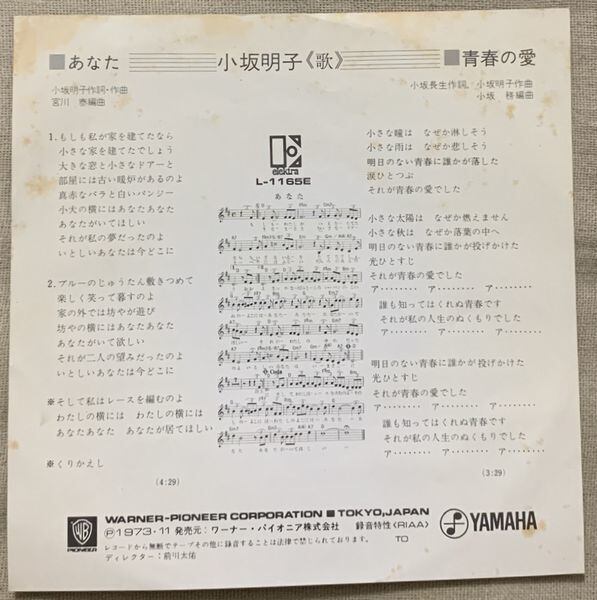 ■あなた
小坂明子《歌》
■青春の愛
小坂明子作詞・作曲
宮川 泰編曲
小坂長生作詞、 小坂明子作曲
小坂 務編曲
1.もしも私が家を建てたなら
小さな家を建てたでしょう
大きな窓と小さなドアーと
部屋には古い暖炉があるのよ
真赤なバラと白いパンジー
小犬の横にはあなたあなた
あなたがいてほしい
それが私の夢だったのよ
いとしいあなたは今どこに
2.ブルーのじゅうたん敷きつめて
楽しく笑って暮すのよ
家の外では坊やが遊び
坊やの横にはあなたあなた
あなたがいて欲しい
それが二人の望みだったのよ
いとしいあなたは今どこに
※そして私はレースを編むのよ
わたしの横には わたしの横には
あなたあなた あなたが居てほしい
※くりかえし
(4:29)
elektra
L-1165E
あなた
小さな瞳は なぜか淋しそう
小さな雨は なぜか悲しそう
明日のない青春に誰かが落した
涙ひとつぶ
それが青春の愛でした
小さな太陽は なぜか燃えません
小さな秋は なぜか落葉の中へ
明日のない青春に誰かが投げかけた
光ひとすじ
それが青春の愛でした
ア‥‥‥‥ ア‥‥‥‥ ア‥‥‥‥
誰も知ってはくれぬ青春です
それが私の人生のぬくもりでした
ア‥‥‥‥ ア‥‥‥‥ ア‥‥‥‥
明日のない青春に誰かが投げかけた
光ひとすじ
それが青春の愛でした
ア‥‥‥‥ ア‥‥‥‥ ア‥‥‥‥
誰も知ってはくれぬ青春です
それが私の人生のぬくもりでした
ア‥‥‥‥ ア‥‥‥‥ ア‥‥‥‥
(3:29)
WB
PIONEER
WARNER-PIONEER CORPORATION ■ TOKYO, JAPAN
Ⓟ1973・11 発売元：ワーナー・パイオニア株式会社 録音特性〈RIAA〉
レコードから無断でテープその他に録音することは法律で禁じられております。 TO
ディレクター：前川太佑
YAMAHA